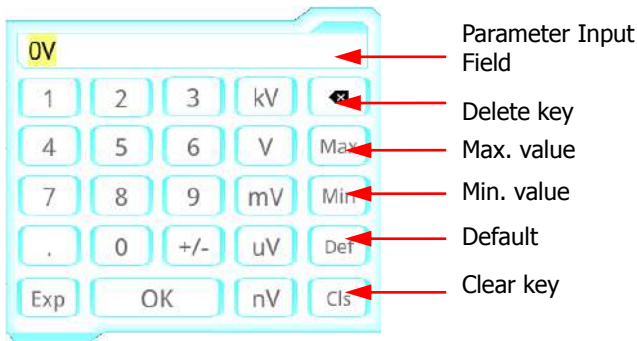 0V
Parameter Input
Field
1 2 3 kV
Delete key
4 5 6 V Max
Max. value
7 8 9 mV Min
Min. value
. 0 +/- uV Def
Default
Exp OK nV Cls
Clear key